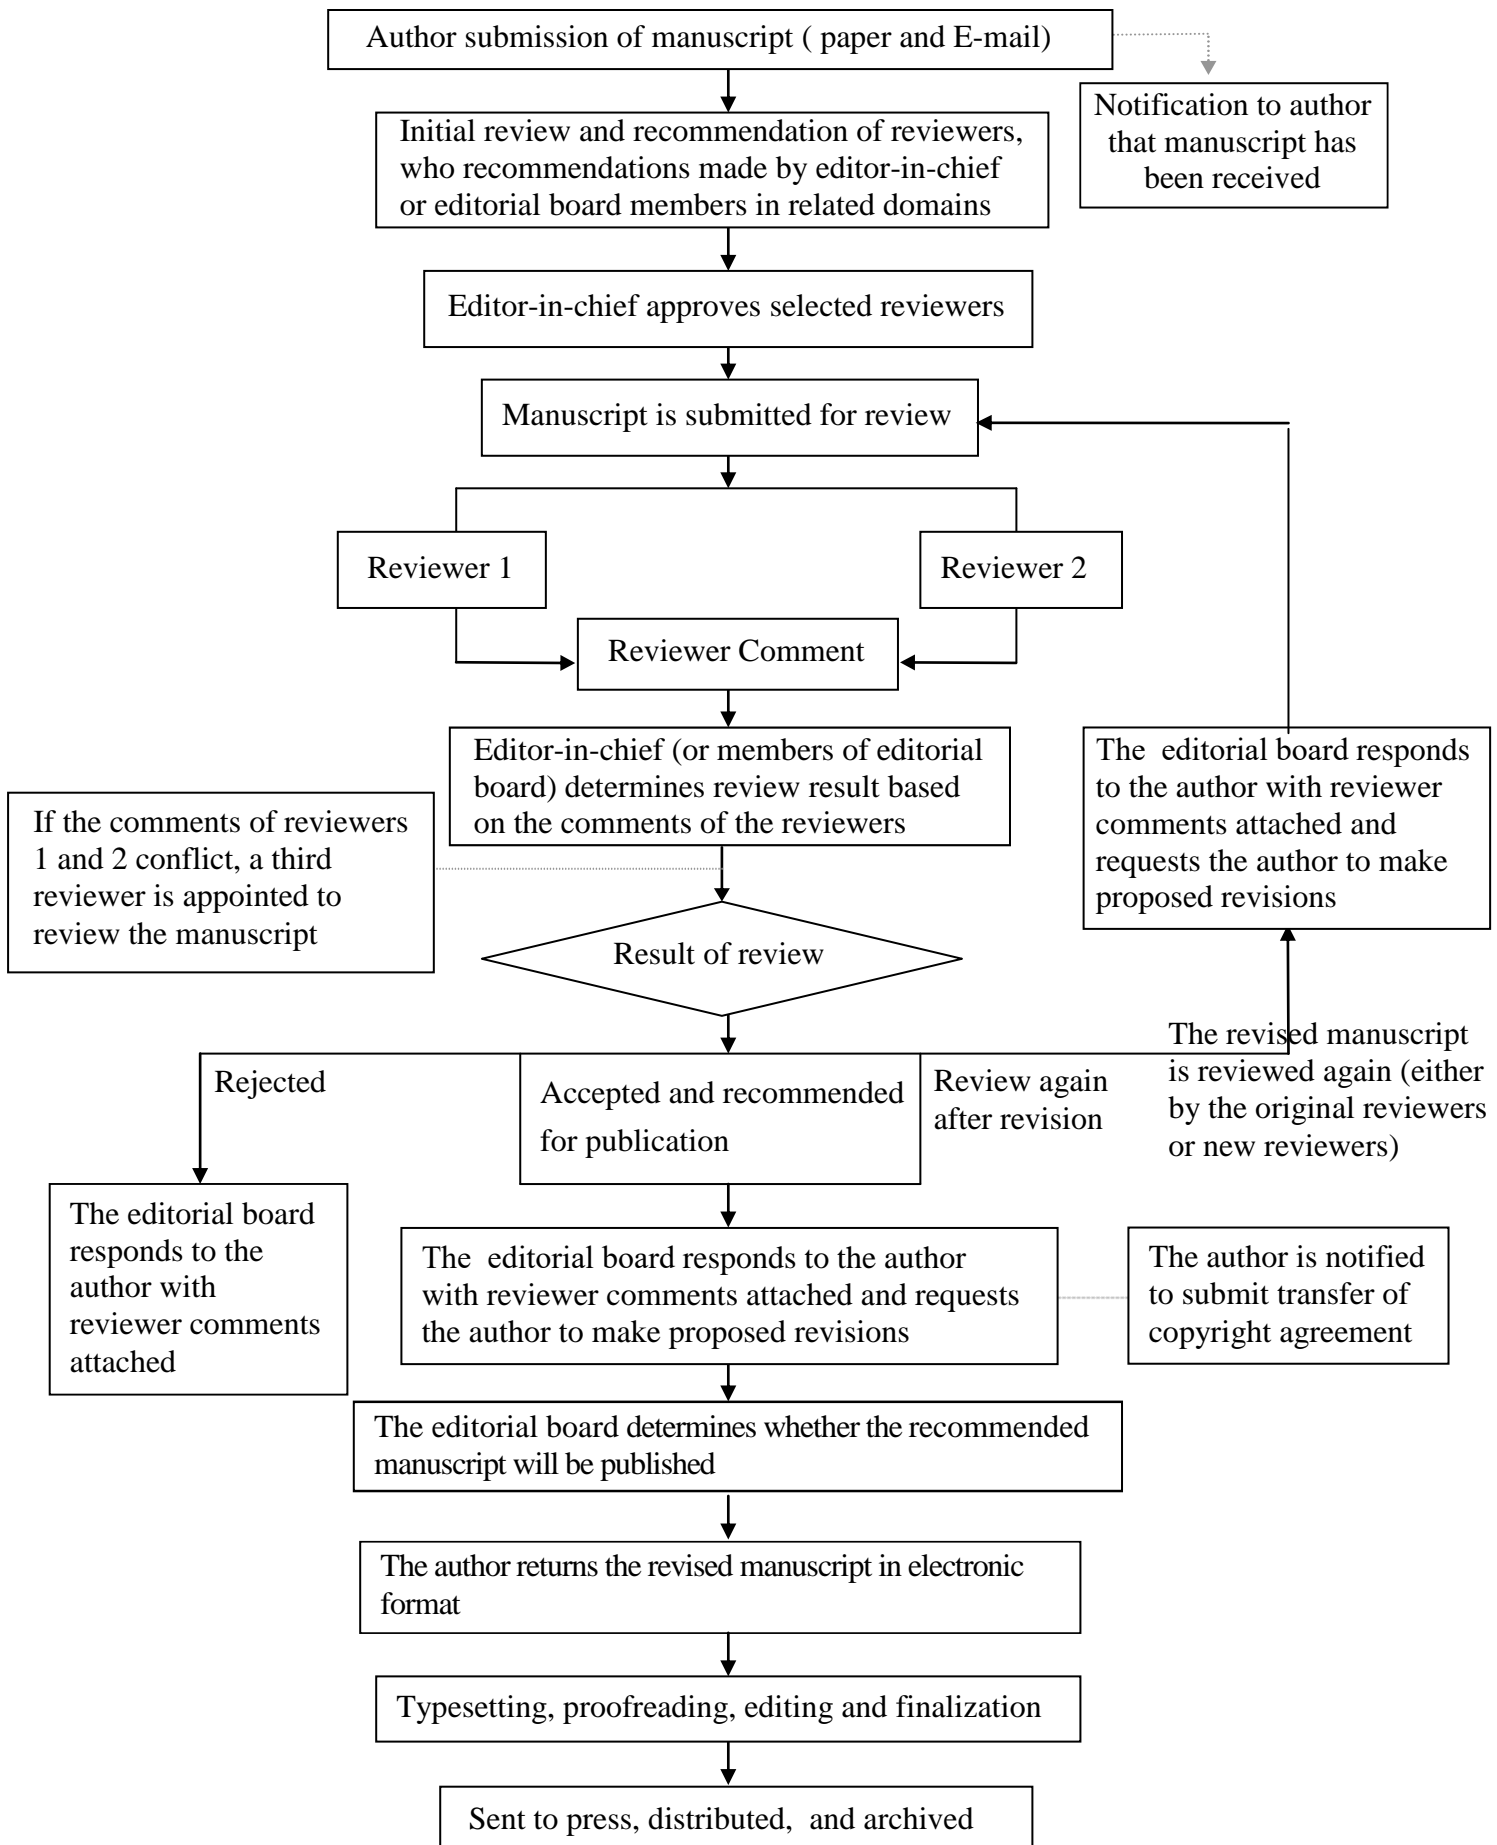 Author submission of manuscript ( paper and E-mail)
Notification to author
that manuscript has
been received
Initial review and recommendation of reviewers,
who recommendations made by editor-in-chief
or editorial board members in related domains
Editor-in-chief approves selected reviewers
Manuscript is submitted for review
Reviewer 1
Reviewer 2
Reviewer Comment
Editor-in-chief (or members of editorial
board) determines review result based
on the comments of the reviewers
The editorial board responds
to the author with reviewer
comments attached and
requests the author to make
proposed revisions
If the comments of reviewers
1 and 2 conflict, a third
reviewer is appointed to
review the manuscript
Result of review
The revised manuscript
is reviewed again (either
by the original reviewers
or new reviewers)
Rejected
Accepted and recommended
for publication
Review again
after revision
The editorial board
responds to the
author with
reviewer comments
attached
The editorial board responds to the author
with reviewer comments attached and requests
the author to make proposed revisions
The author is notified
to submit transfer of
copyright agreement
The editorial board determines whether the recommended
manuscript will be published
The author returns the revised manuscript in electronic
format
Typesetting, proofreading, editing and finalization
Sent to press, distributed, and archived